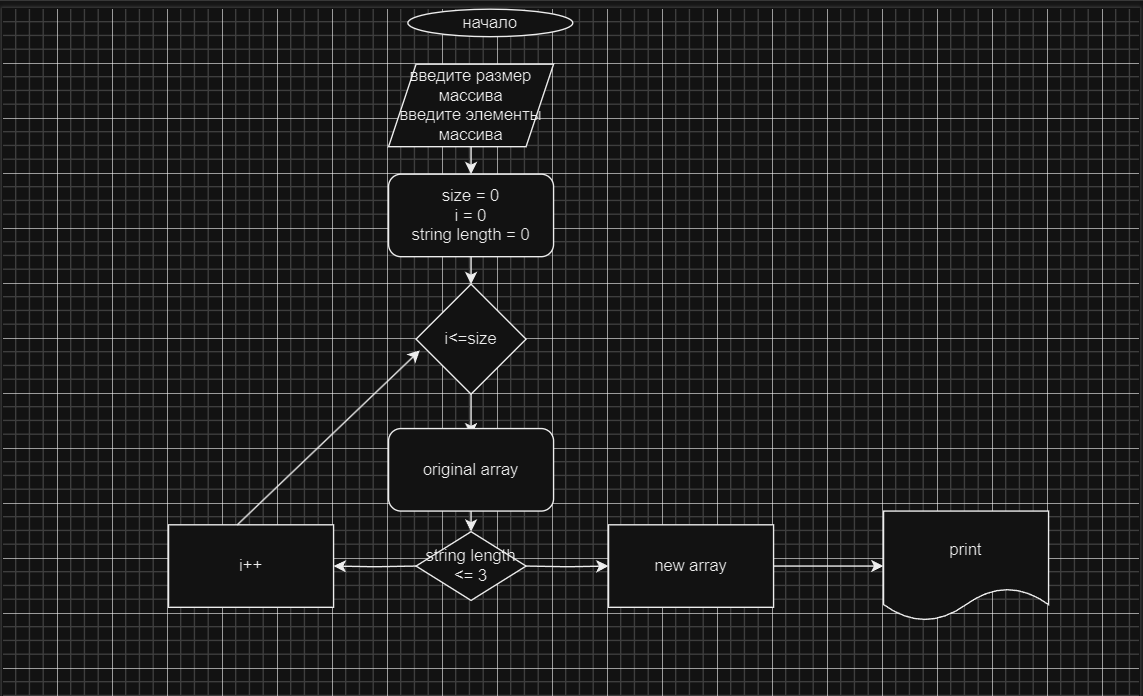 начало
введите размер
массива
введите элементы
массива
size = 0
i = 0
string length = 0
i<=size
original array
string length
<= 3
i++
new array
print